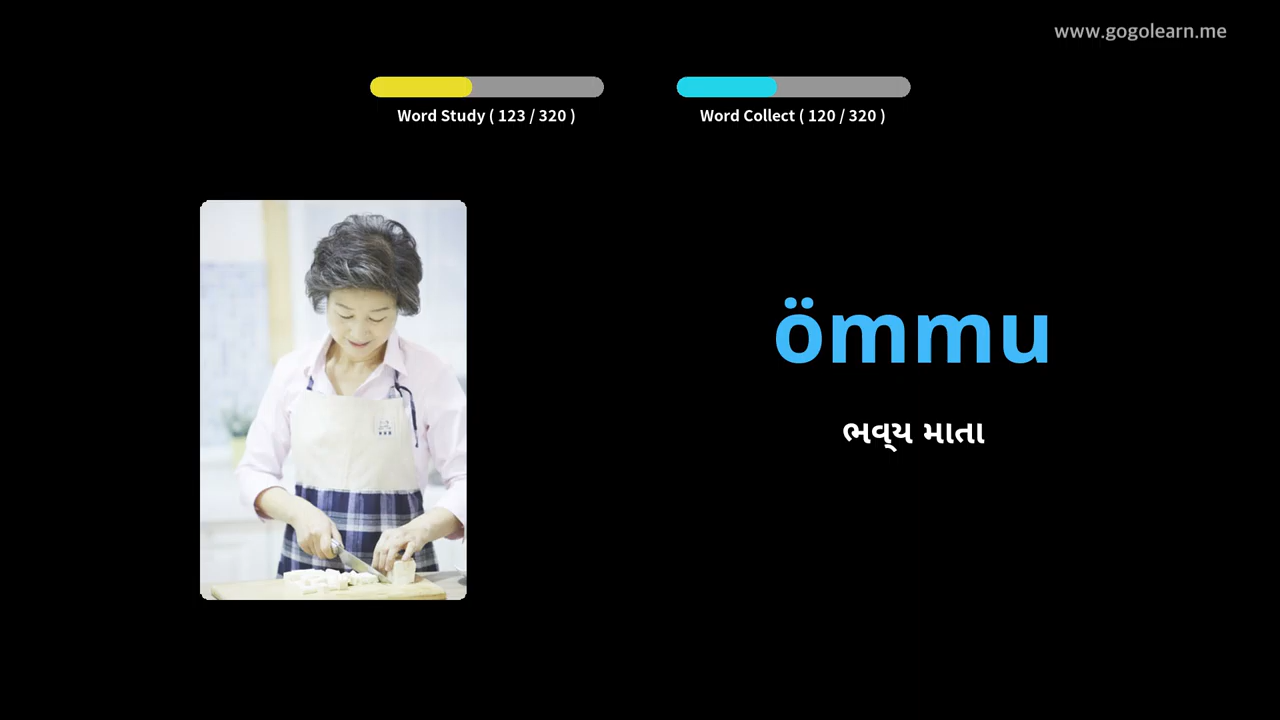 www.gogolearn.me
Word Study ( 123 / 320 )
Word Collect ( 120 / 320 )
ömmu
ભવ્ય માતા